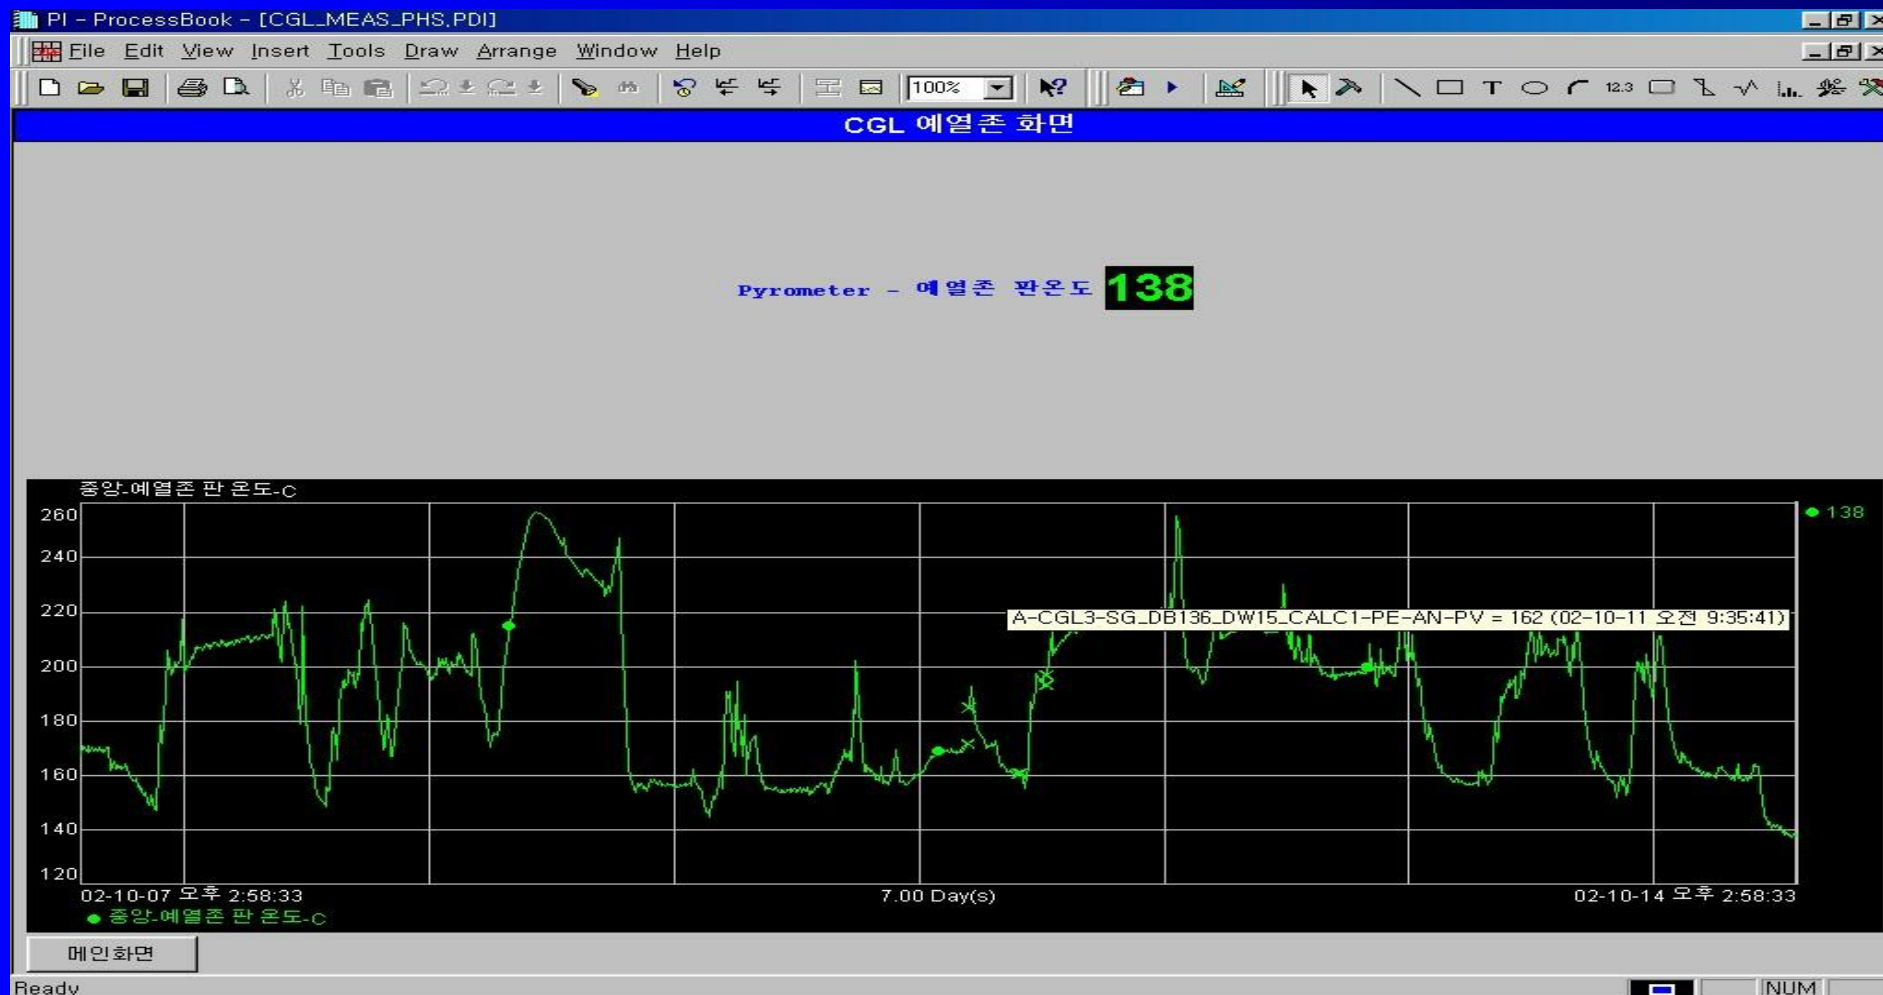 PI - ProcessBook - [CGL_MEAS_PHS.PDI]
File Edit View Insert Tools Draw Arrange Window Help
100% T 12.3
CGL 예열존 화면
Pyrometer - 예열존 판온도 138
중앙-예열존 판 온도-C
260
138
240
220
A-CGL3-SG_DB136_DW15_CALC1-PE-AN-PV = 162 (02-10-11 오전 9:35:41)
200
180
160
140
120
02-10-07 오후 2:58:33 7.00 Day(s) 02-10-14 오후 2:58:33
중앙-예열존 판 온도-C
메인화면
Ready NUM